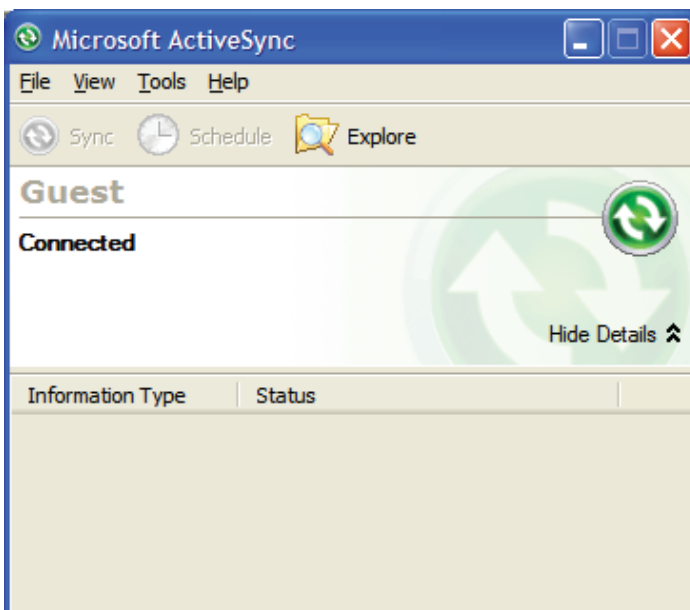 Microsoft ActiveSync
File View Tools Help
Sync Schedule Explore
Guest
Connected
Hide Details
Information Type Status